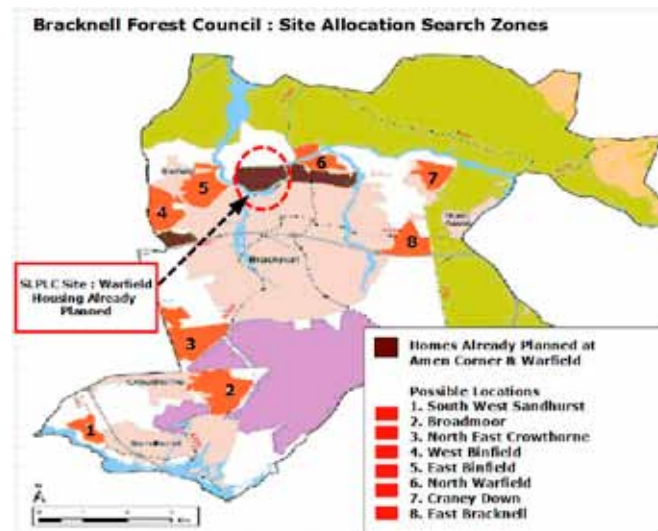 Bracknell Forest Council : Site Allocation Search Zones
6
5
7
4
8
Bracknell
SLPLC Site : Warfield
Housing Already
Planned
3
Crowthorne
2
1
Sandhurst
Homes Already Planned at
Amen Corner & Warfield
Possible Locations
1. South West Sandhurst
2. Broadmoor
3. North East Crowthorne
4. West Binfield
5. East Binfield
6. North Warfield
7. Craney Down
8. East Bracknell